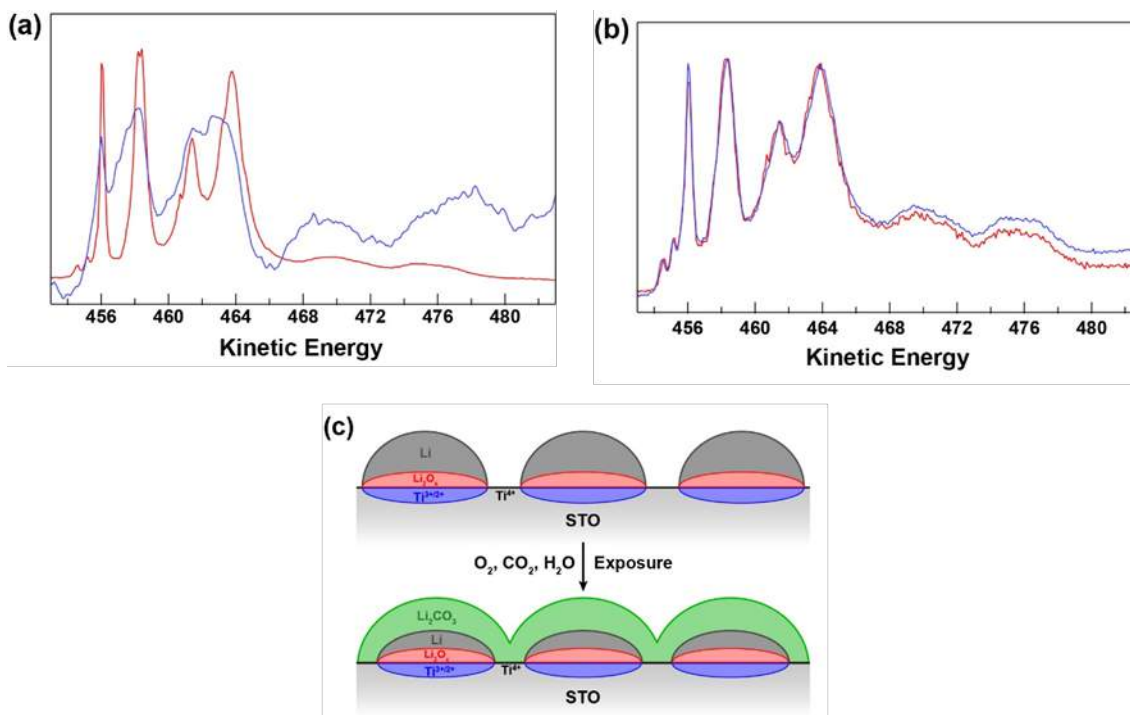 (a)
456 460 464 468 472 476 480
Kinetic Energy
(b)
456 460 464 468 472 476 480
Kinetic Energy
(c)
Li
Li₂Oₓ
Ti³⁺/²⁺ Ti⁴⁺
STO
O₂, CO₂, H₂O Exposure
Li₂CO₃
Li
Li₂Oₓ
Ti³⁺/²⁺ Ti⁴⁺
STO